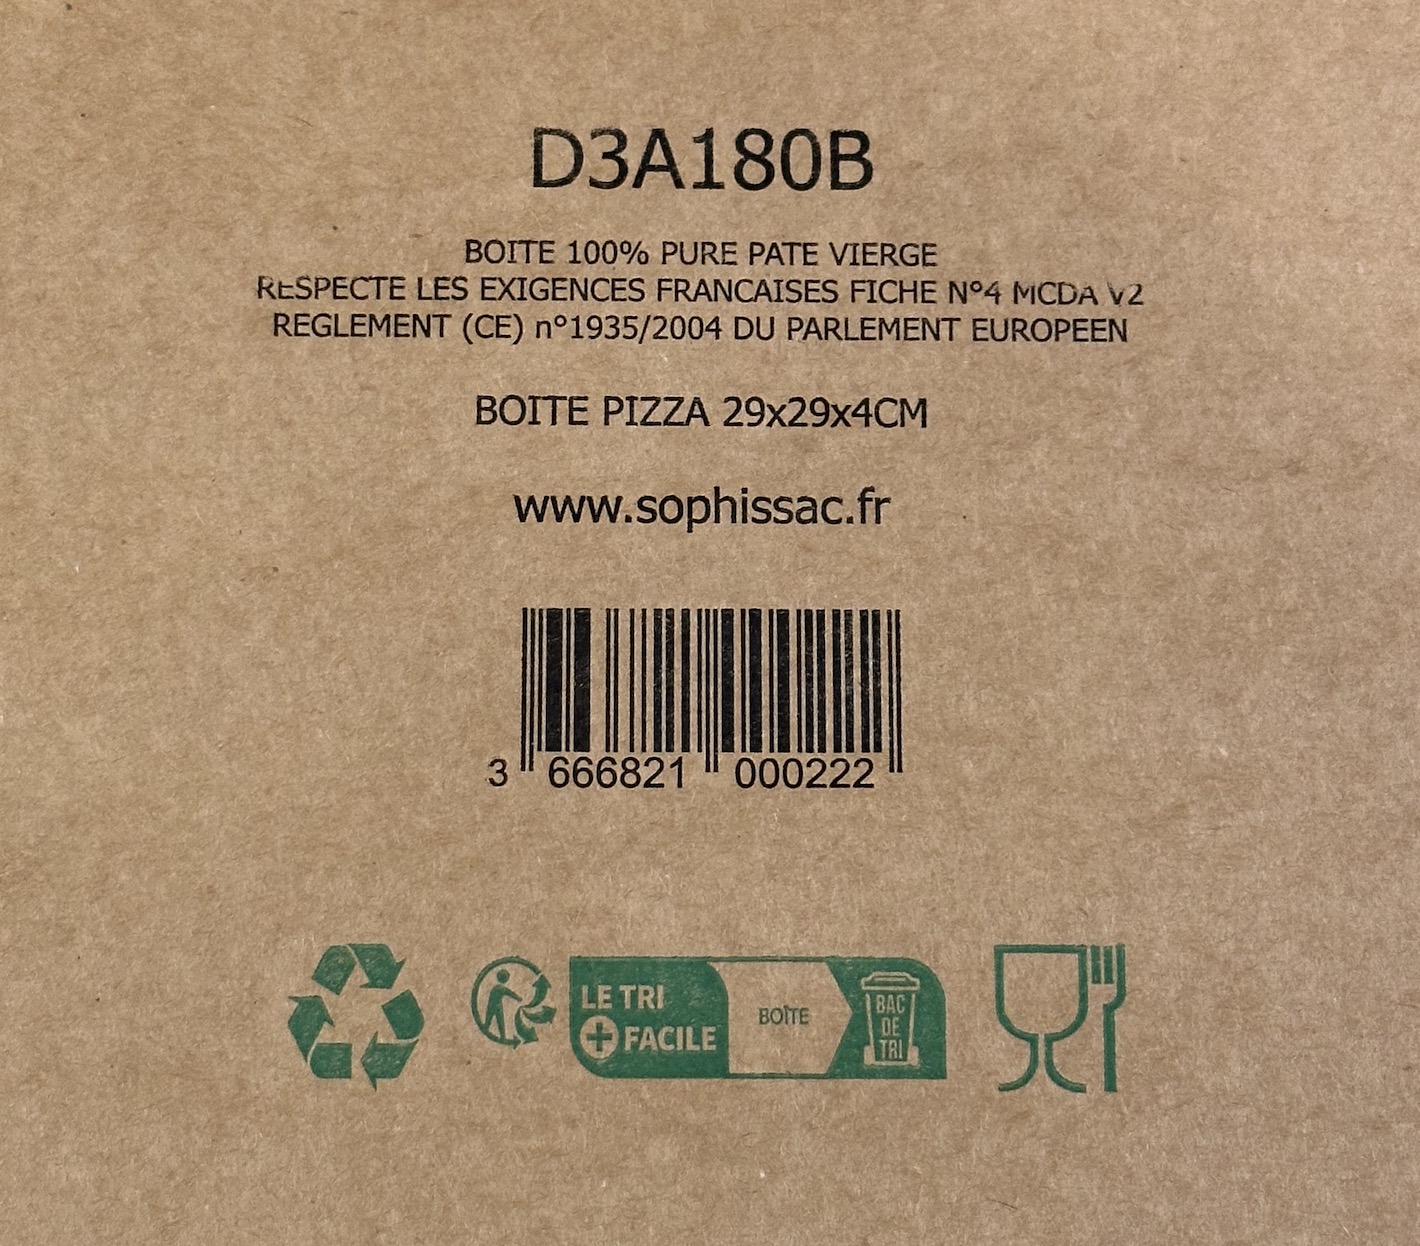 D3A180B
BOITE 100% PURE PATE VIERGE
RESPECTE LES EXIGENCES FRANCAISES FICHE N°4 MCDA V2
REGLEMENT (CE) n°1935/2004 DU PARLEMENT EUROPEEN
BOITE PIZZA 29x29x4CM
www.sophissac.fr
3 666821 000222
LE TRI
+ FACILE
BOÎTE
BAC
DE
TRI